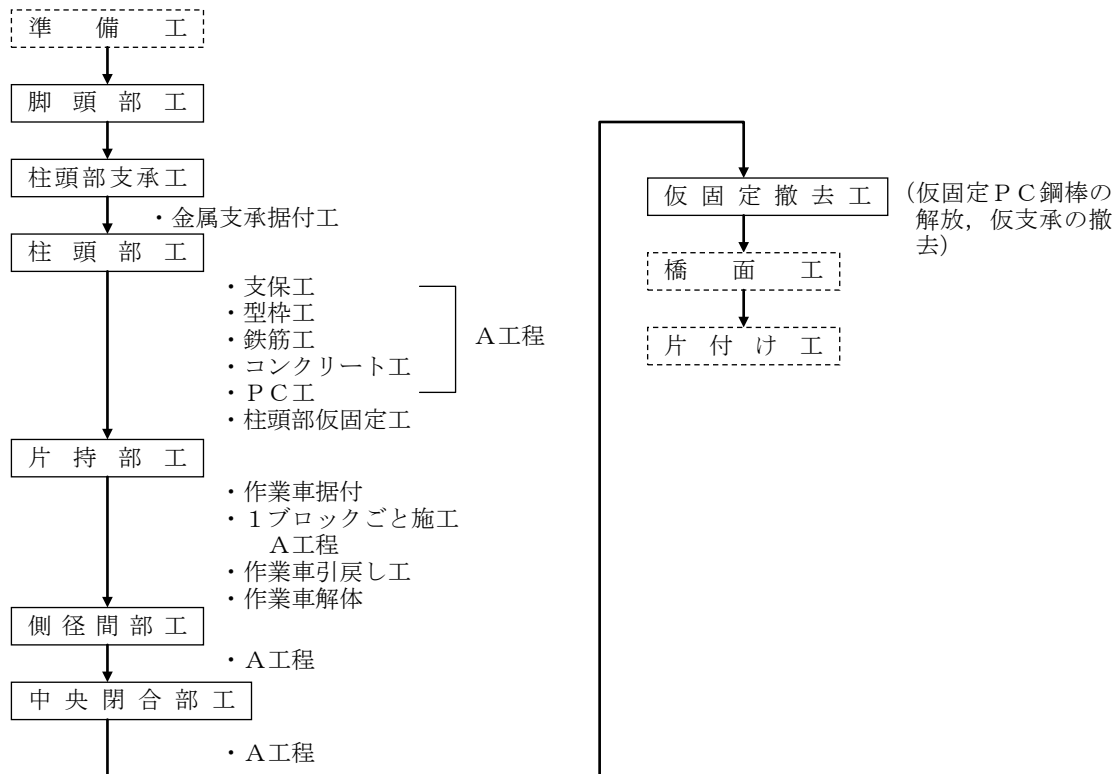 準備工
脚頭部工
柱頭部支承工
・金属支承据付工
柱頭部工
・支保工
・型枠工
・鉄筋工
・コンクリート工
・ＰＣ工
Ａ工程
・柱頭部仮固定工
片持部工
・作業車据付
・１ブロックごと施工
Ａ工程
・作業車引戻し工
・作業車解体
側径間部工
・Ａ工程
中央閉合部工
・Ａ工程
仮固定撤去工
（仮固定ＰＣ鋼棒の
解放，仮支承の撤
去）
橋面工
片付け工